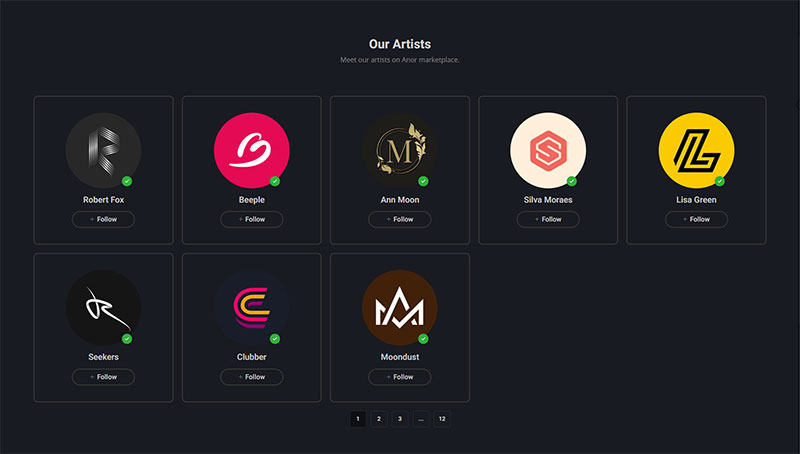 Our Artists
Meet our artists on Anor marketplace.
R
B
M
S
L
Robert Fox
Beeple
Ann Moon
Silva Moraes
Lisa Green
+ Follow
+ Follow
+ Follow
+ Follow
+ Follow
Seekers
Clubber
Moondust
+ Follow
+ Follow
+ Follow
1 2 3 ... 12